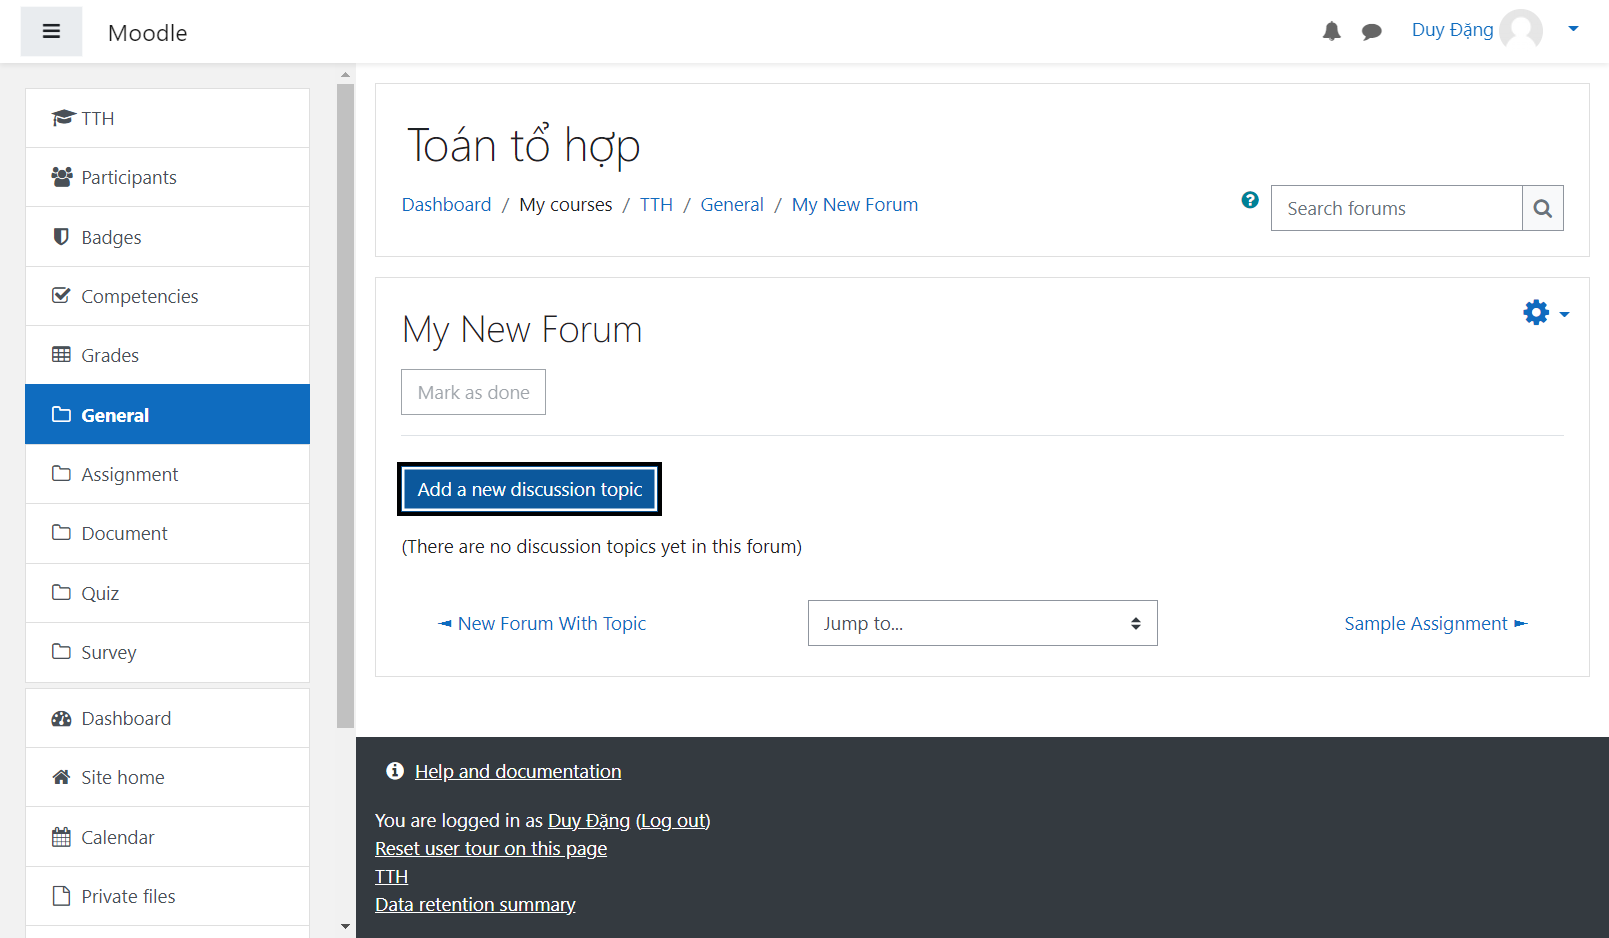 Moodle
Duy Đặng
TTH
Participants
Badges
Competencies
Grades
General
Assignment
Document
Quiz
Survey
Dashboard
Site home
Calendar
Private files
Toán tổ hợp
Dashboard / My courses / TTH / General / My New Forum
Search forums
My New Forum
Mark as done
Add a new discussion topic
(There are no discussion topics yet in this forum)
◄ New Forum With Topic
Jump to...
Sample Assignment ►
Help and documentation
You are logged in as Duy Đặng (Log out)
Reset user tour on this page
TTH
Data retention summary